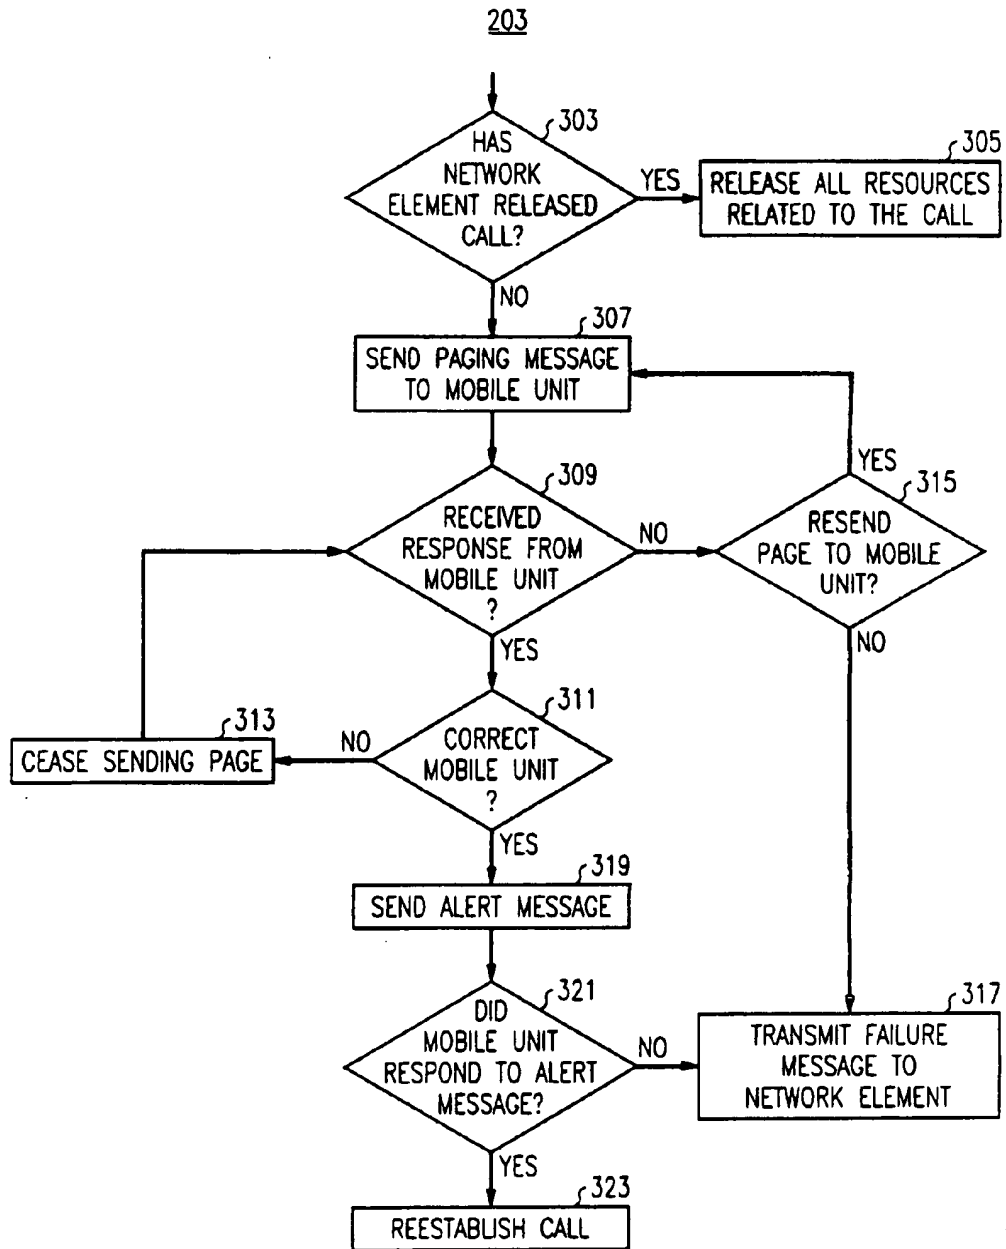 203
303
HAS
NETWORK
ELEMENT RELEASED
CALL?
YES
305
RELEASE ALL RESOURCES
RELATED TO THE CALL
NO
307
SEND PAGING MESSAGE
TO MOBILE UNIT
309
RECEIVED
RESPONSE FROM
MOBILE UNIT
?
NO
YES
315
RESEND
PAGE TO MOBILE
UNIT?
NO
YES
311
CORRECT
MOBILE UNIT
?
NO
313
CEASE SENDING PAGE
YES
319
SEND ALERT MESSAGE
321
DID
MOBILE UNIT
RESPOND TO ALERT
MESSAGE?
NO
317
TRANSMIT FAILURE
MESSAGE TO
NETWORK ELEMENT
YES
323
REESTABLISH CALL